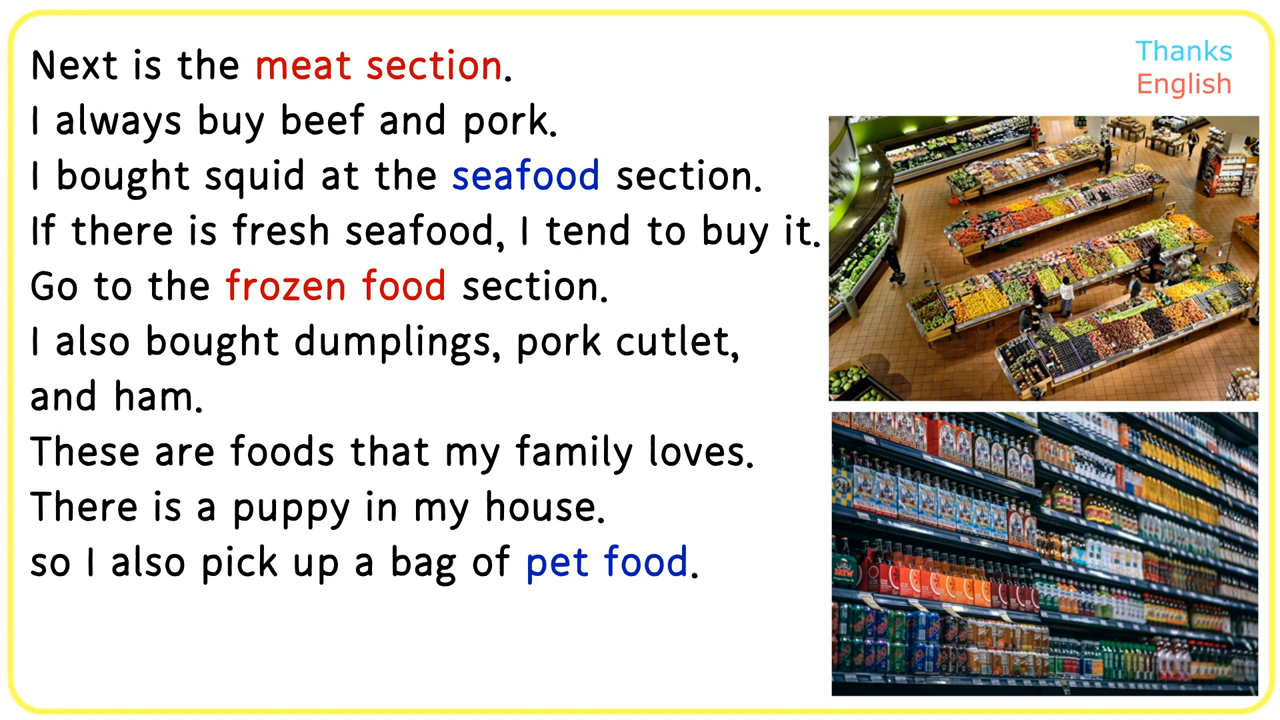 Next is the meat section.
I always buy beef and pork.
I bought squid at the seafood section.
If there is fresh seafood, I tend to buy it.
Go to the frozen food section.
I also bought dumplings, pork cutlet,
and ham.
These are foods that my family loves.
There is a puppy in my house.
so I also pick up a bag of pet food.
Thanks
English